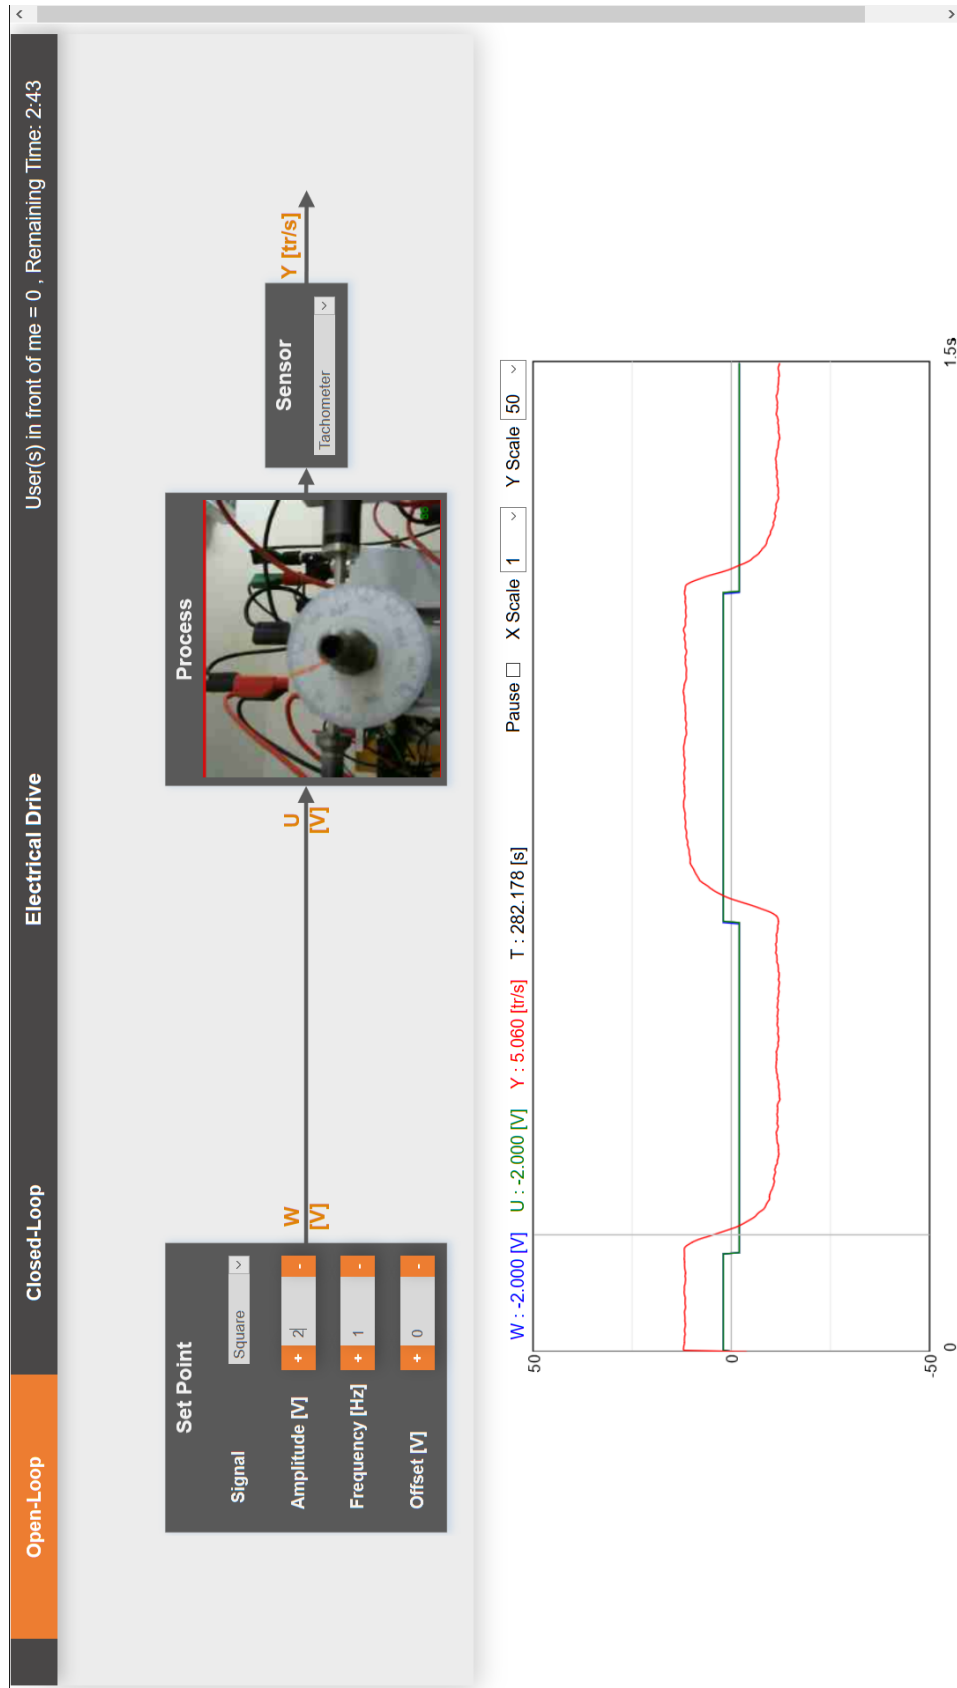 Open-Loop
Closed-Loop
Electrical Drive
User(s) in front of me = 0 , Remaining Time: 2:43
Set Point
Signal
Square
Amplitude [V]
+ 2 -
Frequency [Hz]
+ 1 -
Offset [V]
+ 0 -
W
[V]
U
[V]
Process
Sensor
Tachometer
Y [tr/s]
Pause
X Scale 1
Y Scale 50
W : -2.000 [V] U : -2.000 [V] Y : 5.060 [tr/s] T : 282.178 [s]
50
0
-50
0
1.5s